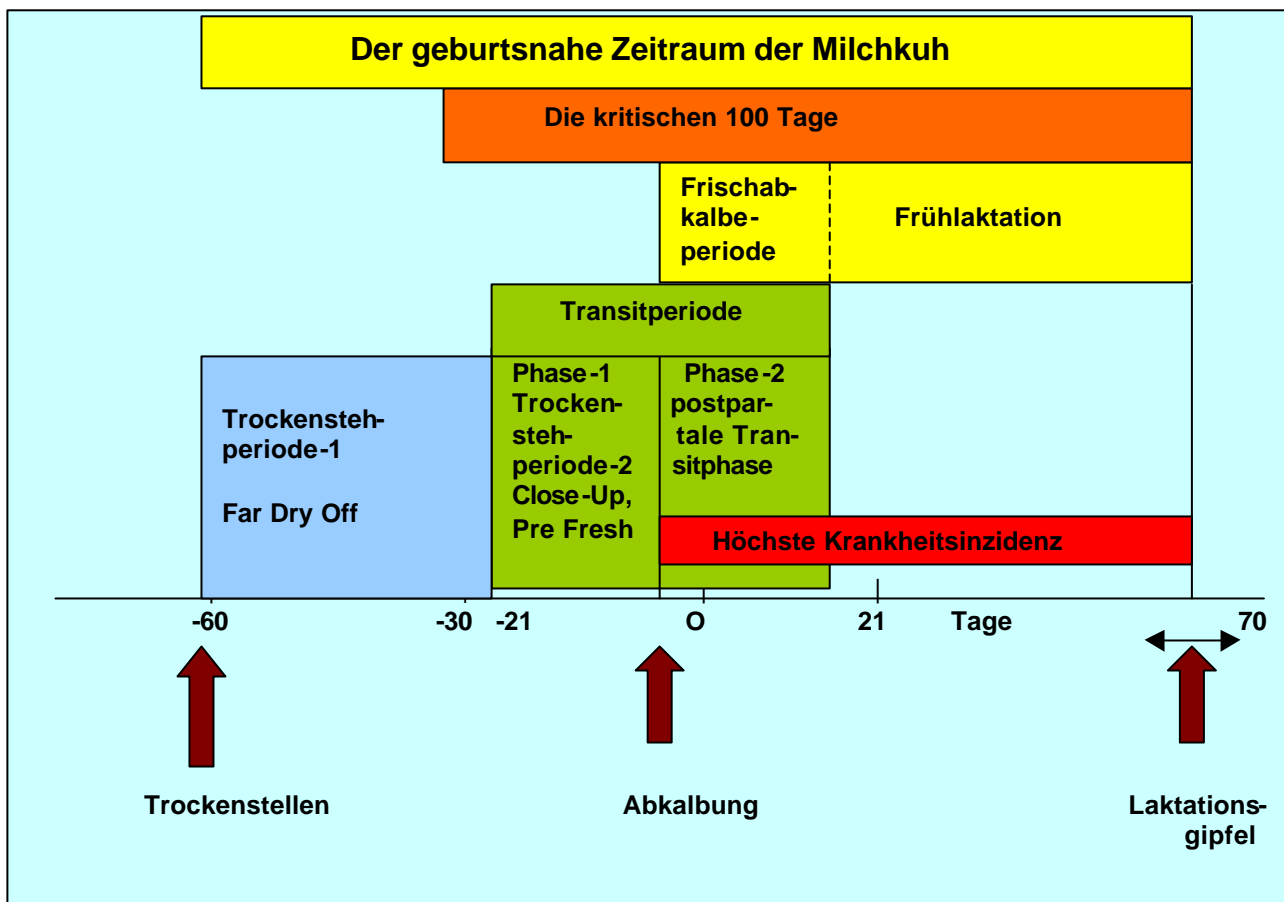 Der geburtsnahe Zeitraum der Milchkuh
Die kritischen 100 Tage
Frischab-
kalbe-
periode
Frühlaktation
Transitperiode
Trockensteh-
periode-1
Far Dry Off
Phase-1
Trocken-
steh-
periode-2
Close-Up,
Pre Fresh
Phase-2
postpar-
tale Tran-
sitphase
Höchste Krankheitsinzidenz
-60 -30 -21 O 21 Tage 70
Trockenstellen
Abkalbung
Laktations-
gipfel